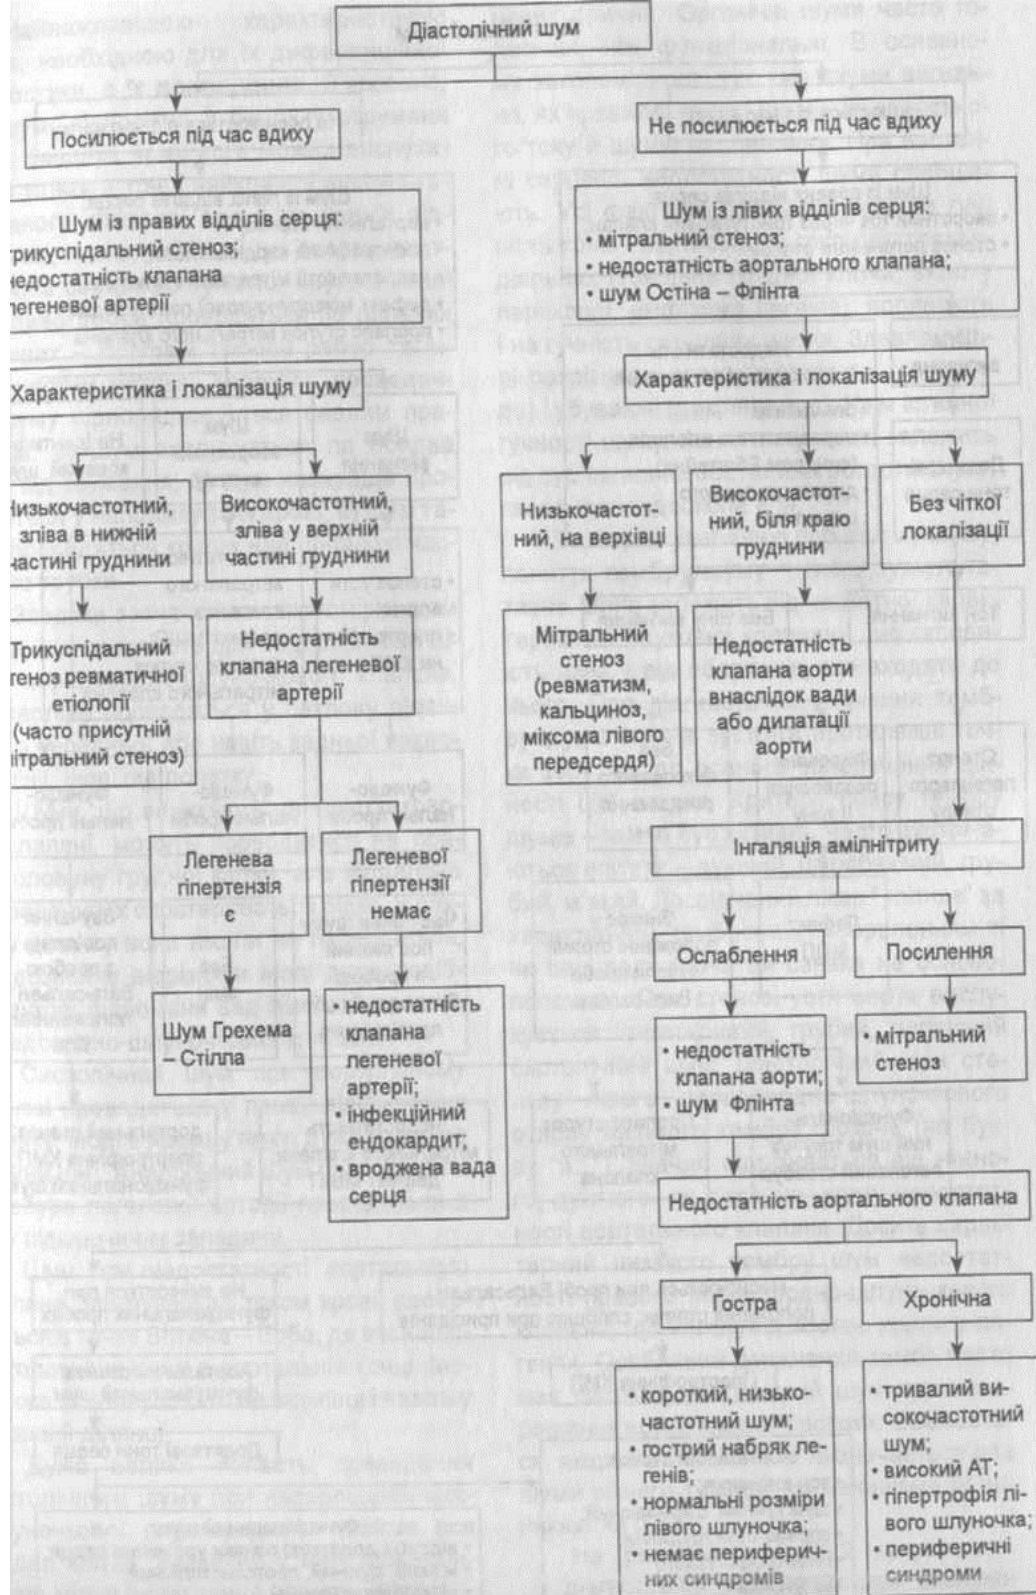 Діастолічний шум
Посилюється під час вдиху
Не посилюється під час вдиху
Шум із правих відділів серця:
трикуспідальний стеноз;
недостатність клапана
легеневої артерії
Шум із лівих відділів серця:
• мітральний стеноз;
• недостатність аортального клапана;
• шум Остіна – Флінта
Характеристика і локалізація шуму
Характеристика і локалізація шуму
Низькочастотний,
зліва в нижній
частині груднини
Високочастотний,
зліва у верхній
частині груднини
Низькочастот-
ний, на верхівці
Високочастот-
ний, біля краю
груднини
Без чіткої
локалізації
Трикуспідальний
стеноз ревматичної
етіології
(часто присутній
мітральний стеноз)
Недостатність
клапана легеневої
артерії
Мітральний
стеноз
(ревматизм,
кальциноз,
міксома лівого
передсердя)
Недостатність
клапана аорти
внаслідок вади
або дилатації
аорти
Легенева
гіпертензія
є
Легеневої
гіпертензії
немає
Інгаляція амілнітриту
Ослаблення
Посилення
Шум Грехема
– Стілла
• недостатність
клапана
легеневої
артерії;
• інфекційний
ендокардит;
• вроджена вада
серця
• недостатність
клапана аорти;
• шум Флінта
• мітральний
стеноз
Недостатність аортального клапана
Гостра
Хронічна
• короткий, низько-
частотний шум;
• гострий набряк ле-
генів;
• нормальні розміри
лівого шлуночка;
• немає периферич-
них синдромів
• тривалий ви-
сокочастотний
шум;
• високий АТ;
• гіпертрофія лі-
вого шлуночка;
• периферичні
синдроми